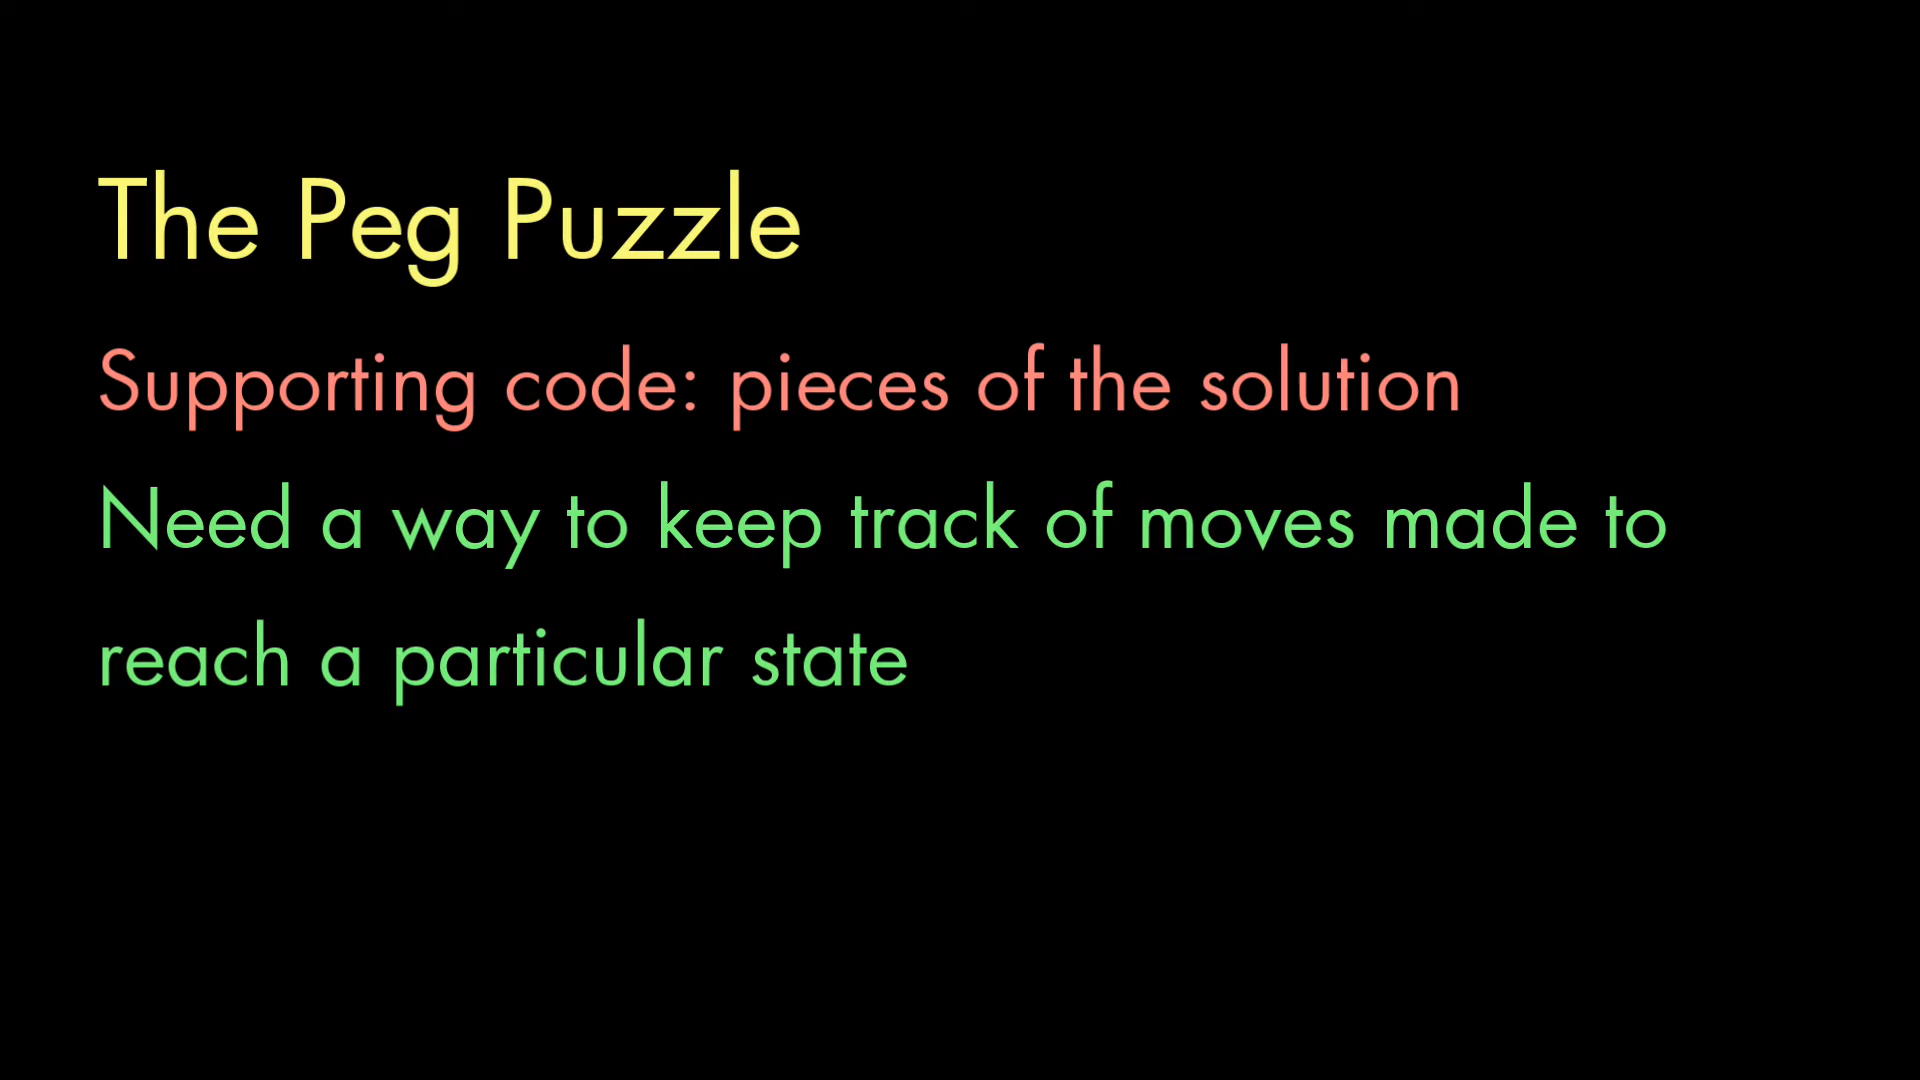 The Peg Puzzle
Supporting code: pieces of the solution
Need a way to keep track of moves made to
reach a particular state